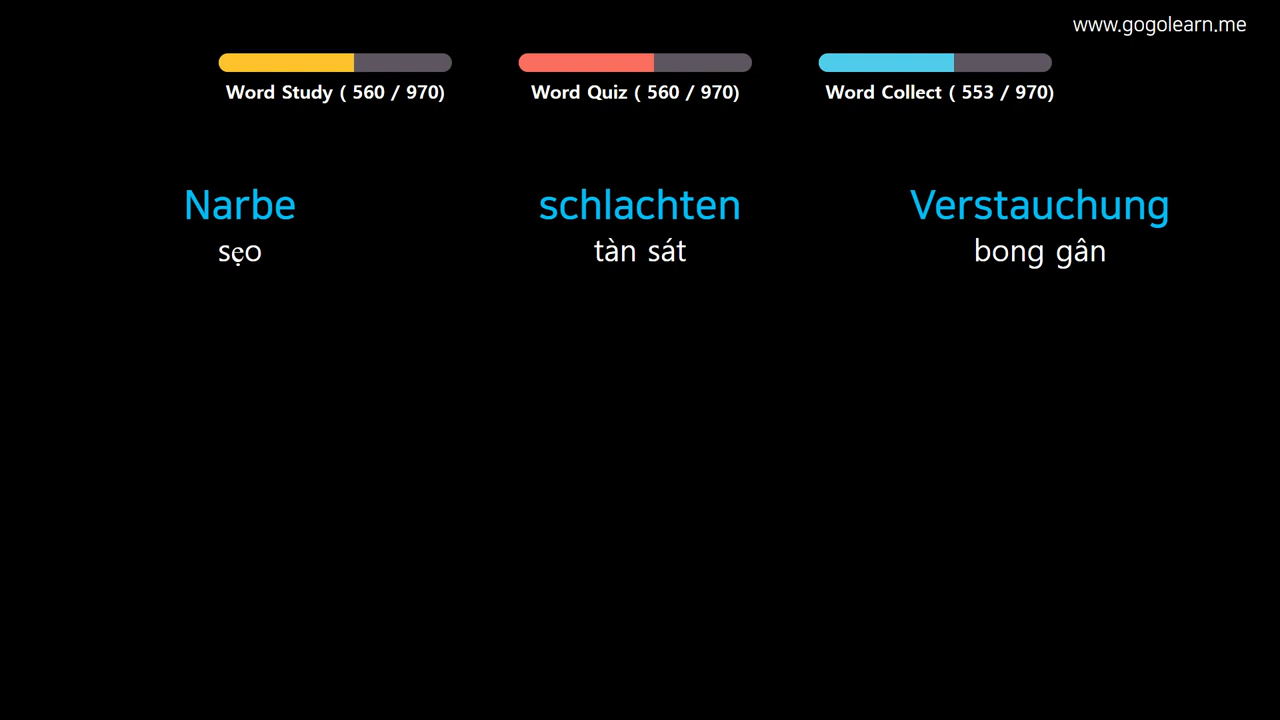 www.gogolearn.me
Word Study ( 560 / 970)
Word Quiz ( 560 / 970)
Word Collect ( 553 / 970)
Narbe
sẹo
schlachten
tàn sát
Verstauchung
bong gân